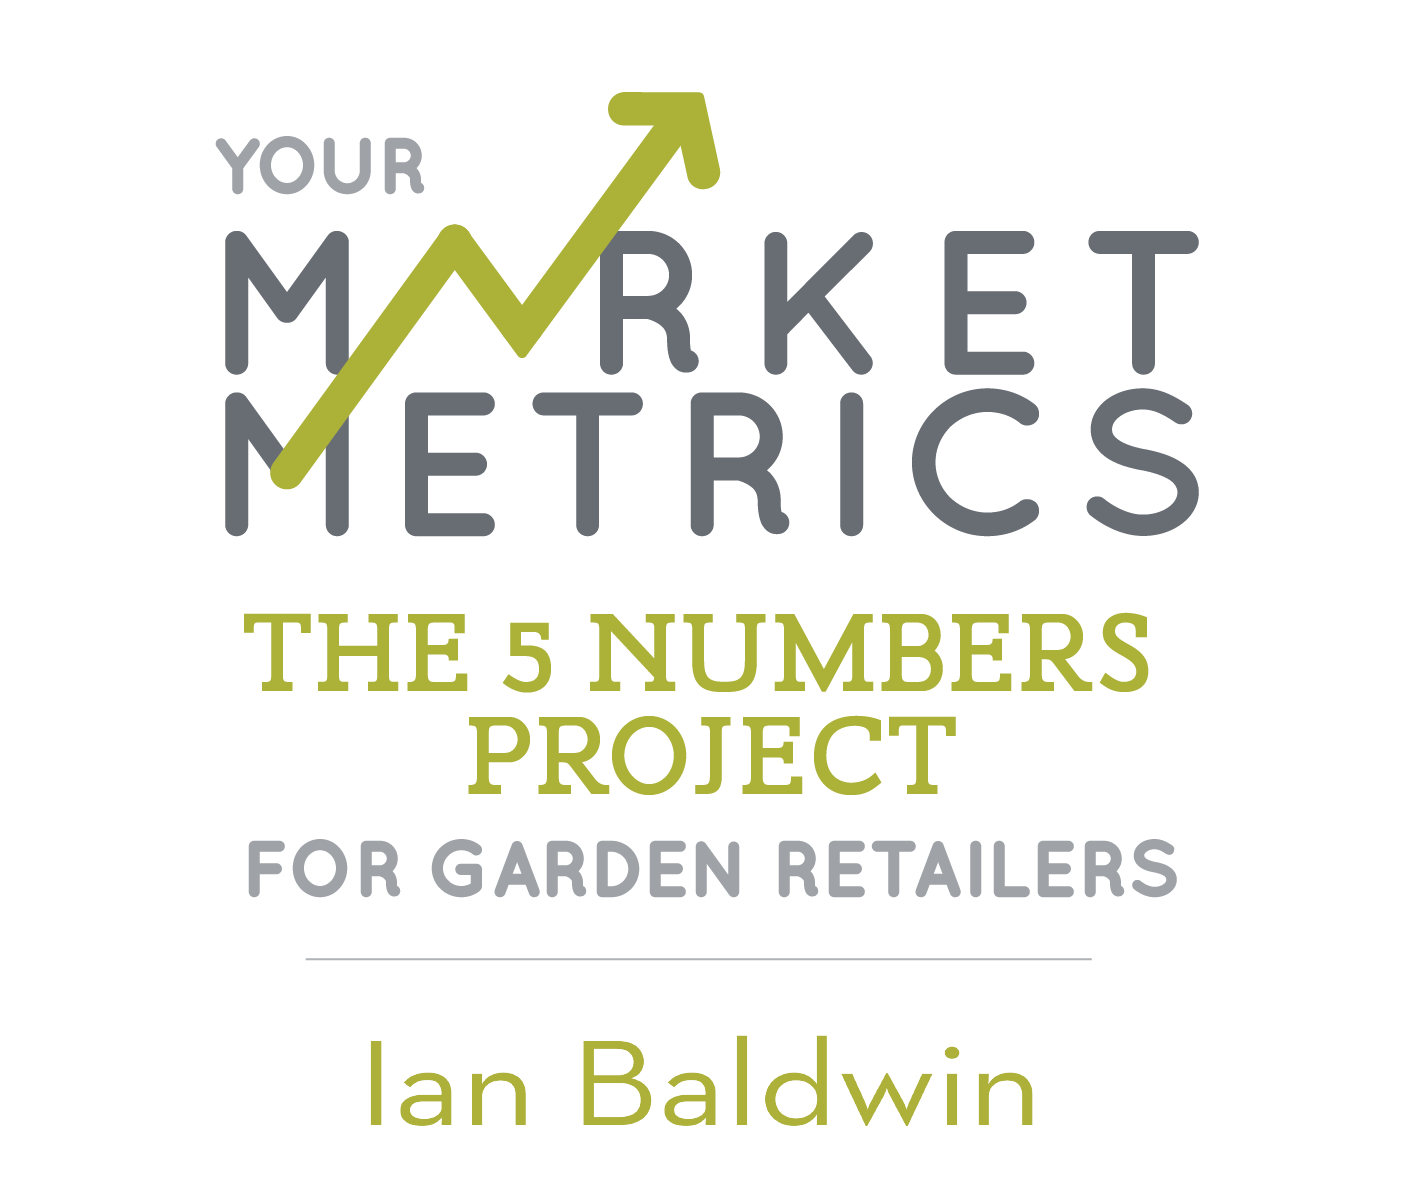 YOUR
MARKET
METRICS
THE 5 NUMBERS
PROJECT
FOR GARDEN RETAILERS
Ian Baldwin